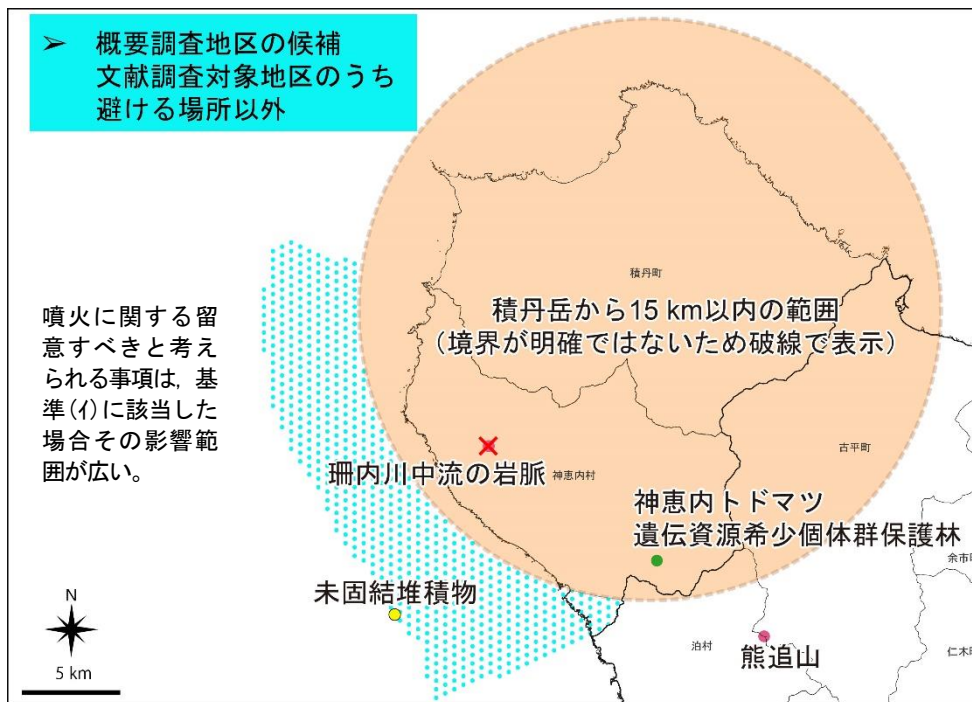 ➢ 概要調査地区の候補
文献調査対象地区のうち
避ける場所以外
積丹町
積丹岳から15 km以内の範囲
（境界が明確ではないため破線で表示）
噴火に関する留
意すべきと考え
られる事項は，基
準(ｲ)に該当した
場合その影響範
囲が広い。
古平町
珊内川中流の岩脈
神恵内村
神恵内トドマツ
遺伝資源希少個体群保護林
余市町
未固結堆積物
泊村
熊追山
仁木町
N
5 km